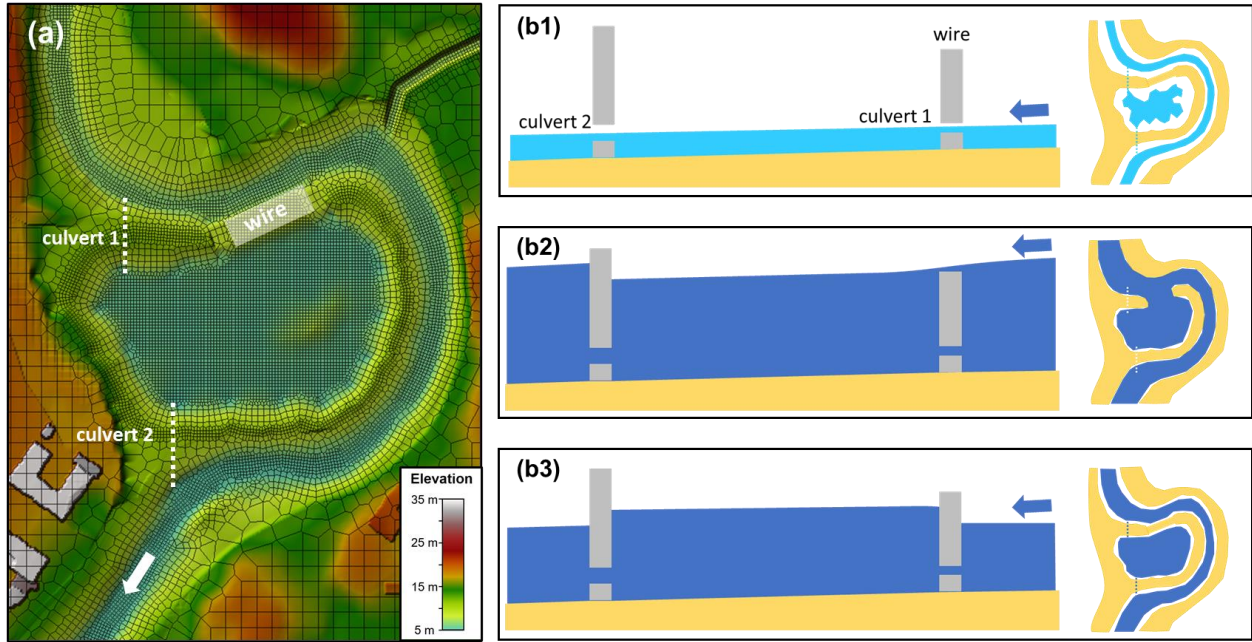 (a)
culvert 1
wire
culvert 2
Elevation
35 m
25 m
15 m
5 m
(b1)
wire
culvert 2
culvert 1
(b2)
(b3)